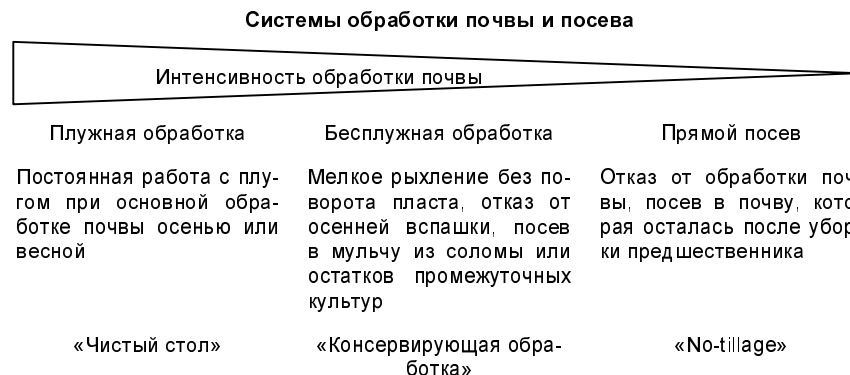 Системы обработки почвы и посева
Интенсивность обработки почвы
Плужная обработка
Постоянная работа с плу-
гом при основной обра-
ботке почвы осенью или
весной
«Чистый стол»
Бесплужная обработка
Мелкое рыхление без по-
ворота пласта, отказ от
осенней вспашки, посев
в мульчу из соломы или
остатков промежуточных
культур
«Консервирующая обра-
ботка»
Прямой посев
Отказ от обработки поч
вы, посев в почву, кото
рая осталась после убор
ки предшественника
«No-tillage»